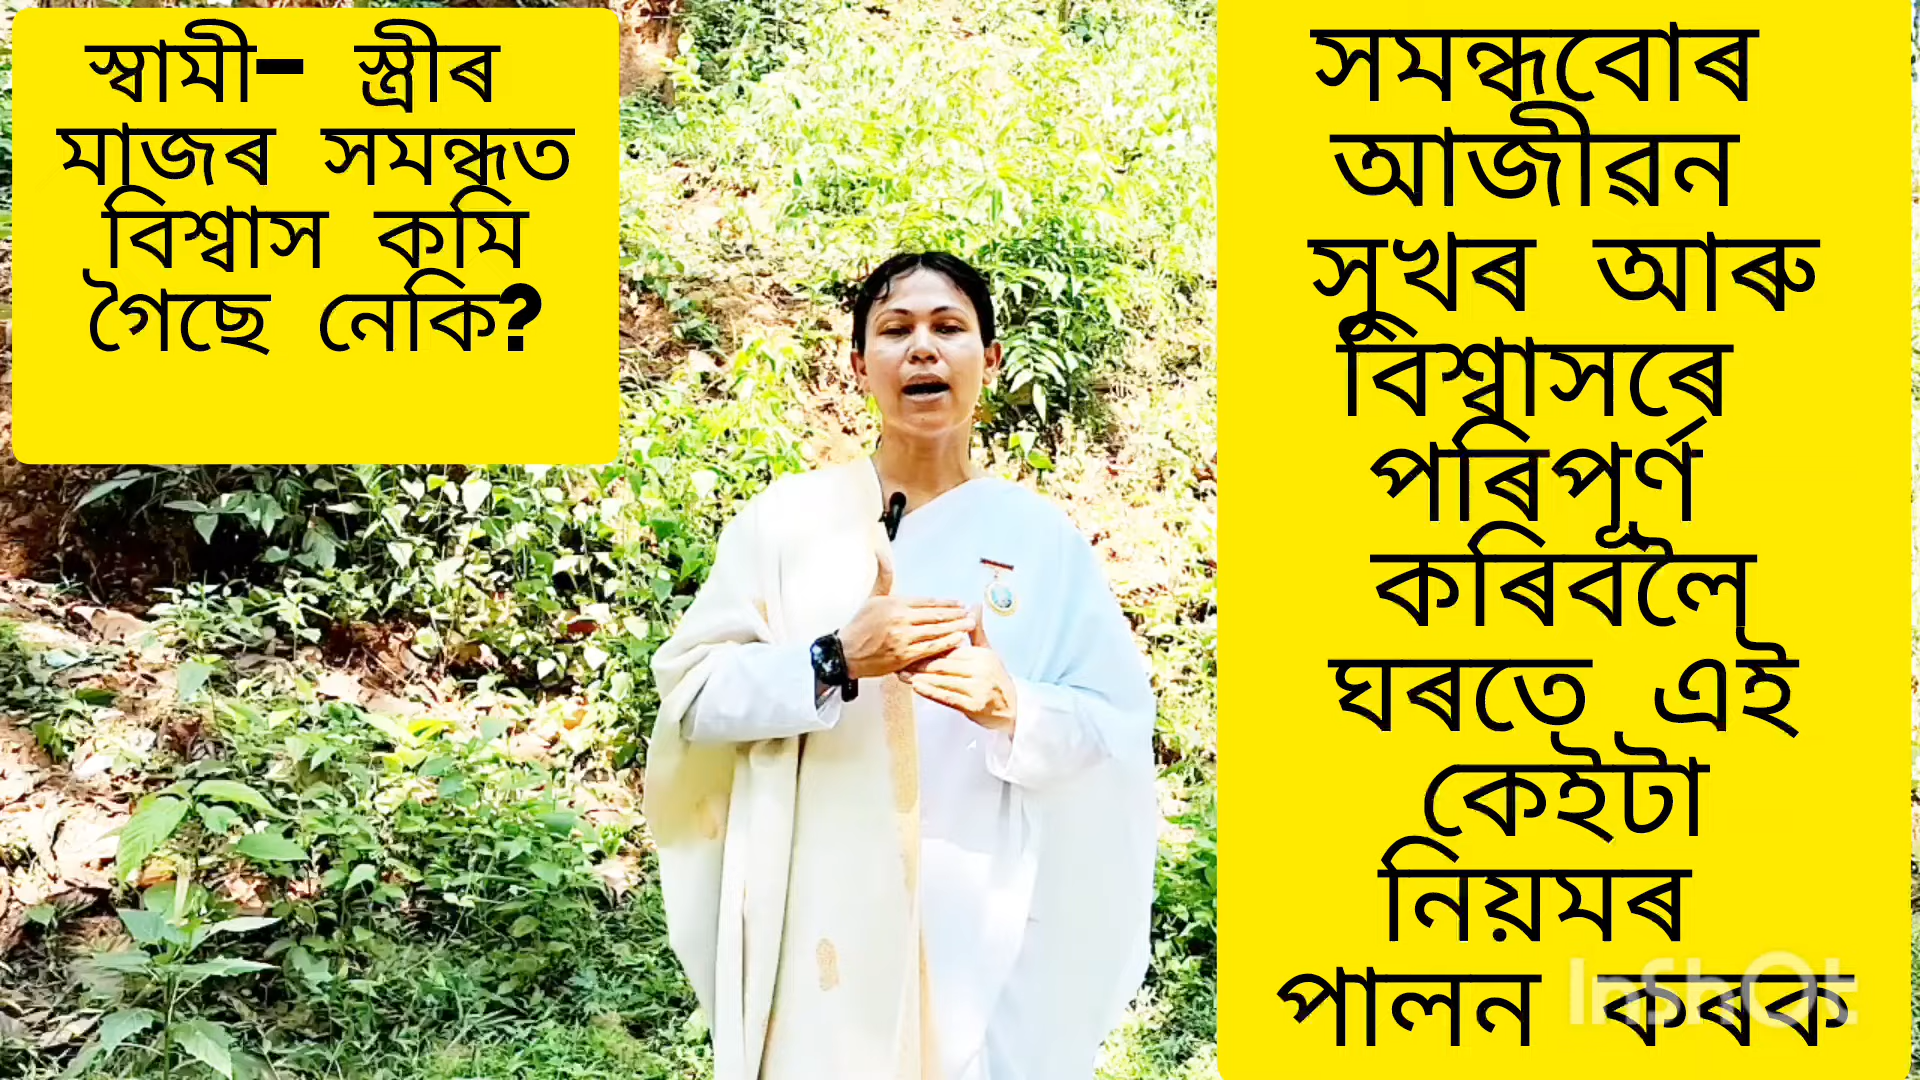 স্বামী- স্ত্ৰীৰ
মাজৰ সমন্ধত
বিশ্বাস কমি
গৈছে নেকি?
সমন্ধবোৰ
আজীৱন
সুখৰ আৰু
বিশ্বাসৰে
পৰিপূৰ্ণ
কৰিবলৈ
ঘৰতে এই
কেইটা
নিয়মৰ
পালন কৰক
InShOt